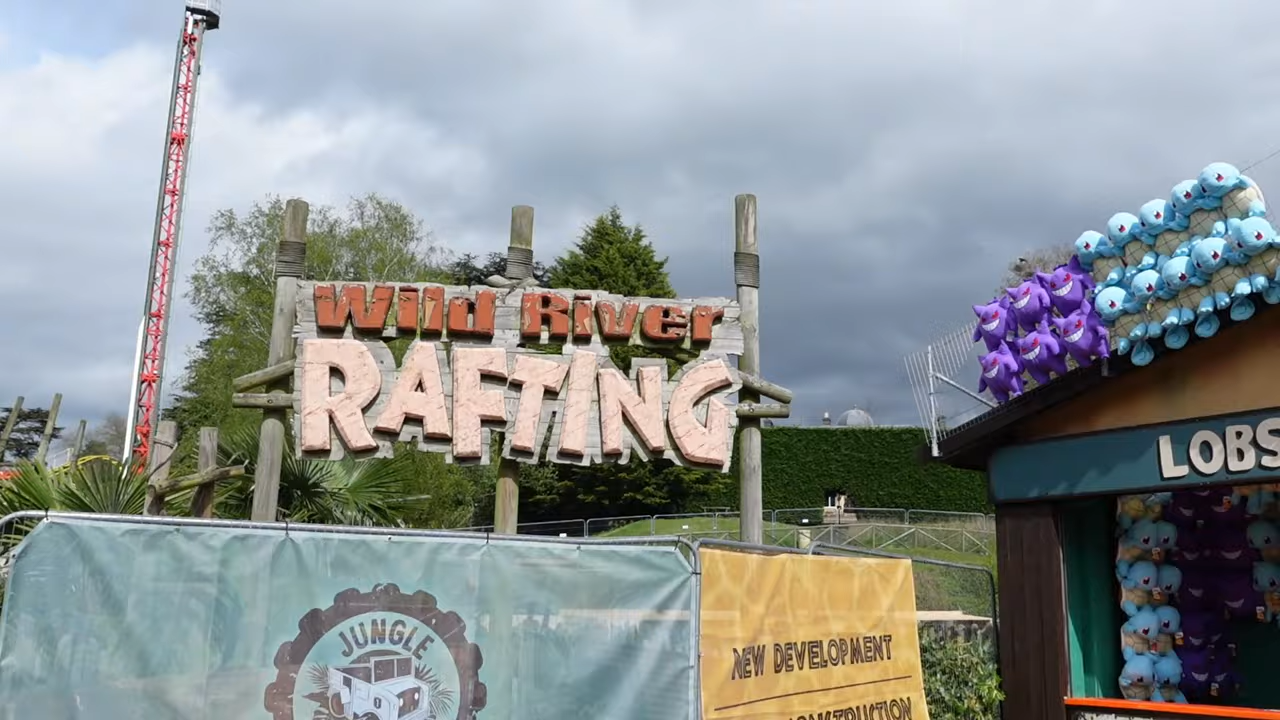 Wild River
RAFTING
LOBS
JUNGLE
NEW DEVELOPMENT